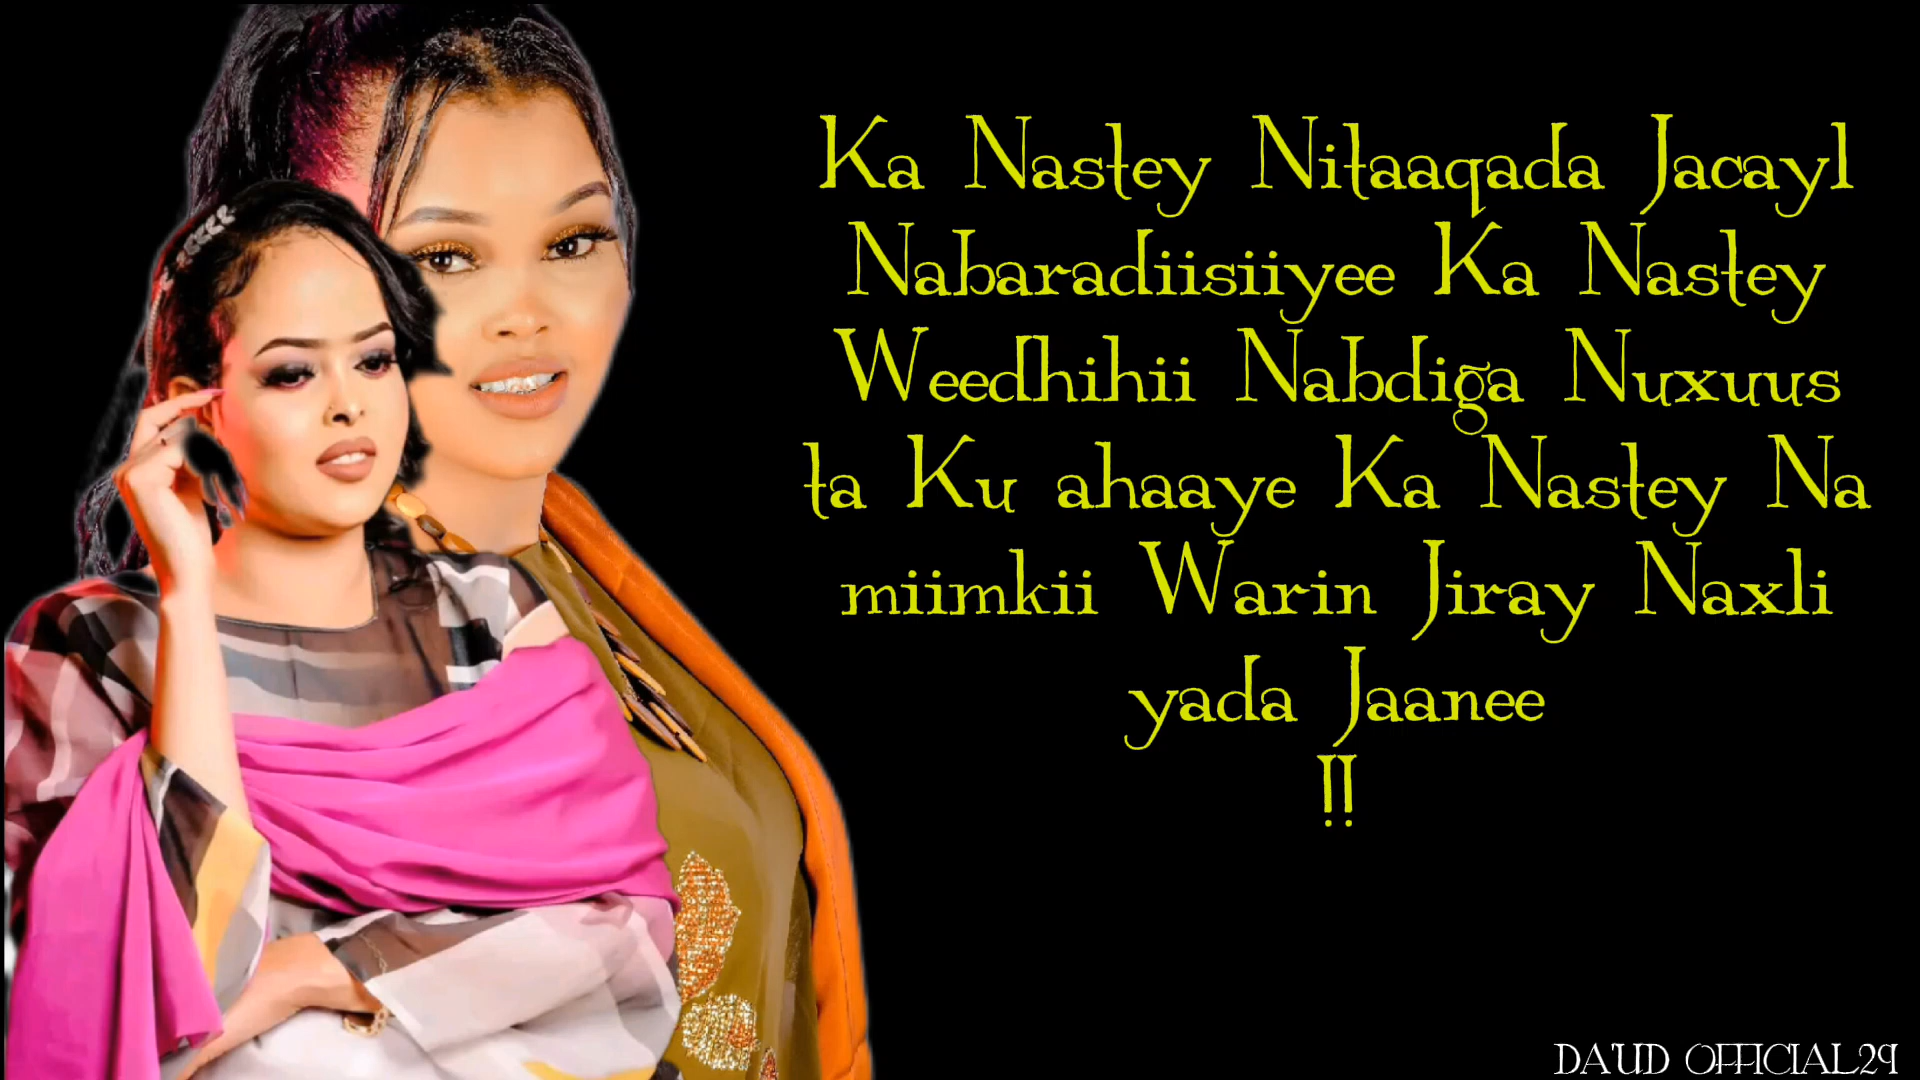 Ka Nastey Nitaaqada Jacayl
Nabaradiisiiyee Ka Nastey
Weedhihii Nabdiga Nuxuus
ta Ku ahaaye Ka Nastey Na
miimkii Warin Jiray Naxli
yada Jaanee
!!
DA'UD OFFICIAL29